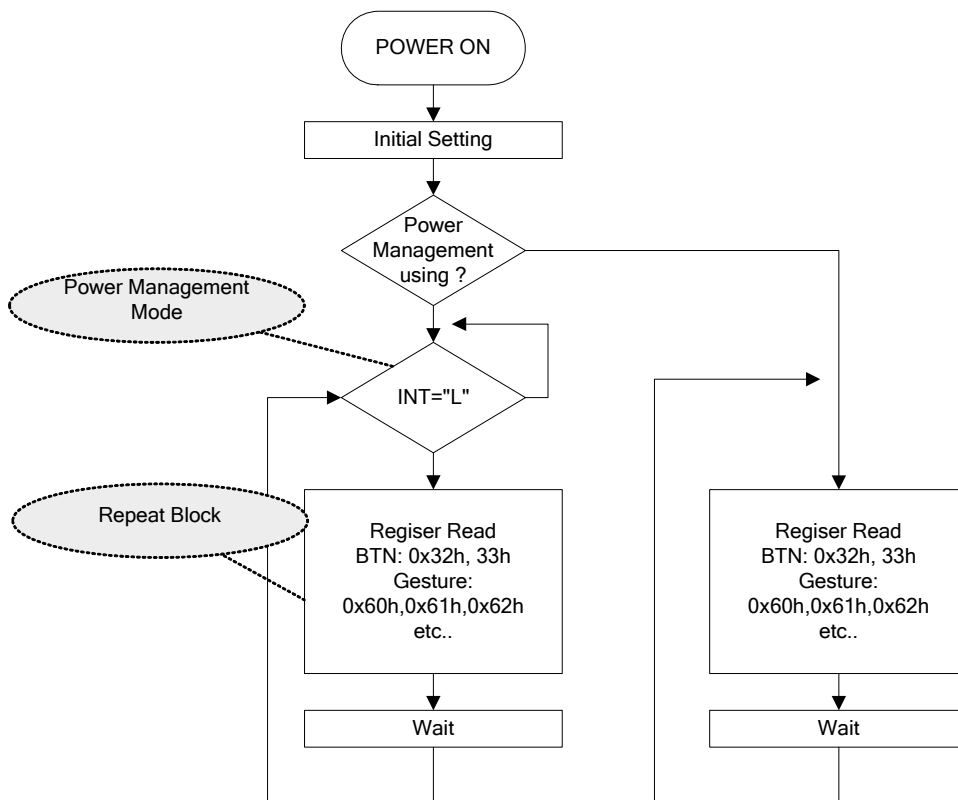 POWER ON
Initial Setting
Power
Management
using ?
Power Management
Mode
INT="L"
Repeat Block
Regiser Read
BTN: 0x32h, 33h
Gesture:
0x60h,0x61h,0x62h
etc..
Wait
Regiser Read
BTN: 0x32h, 33h
Gesture:
0x60h,0x61h,0x62h
etc..
Wait